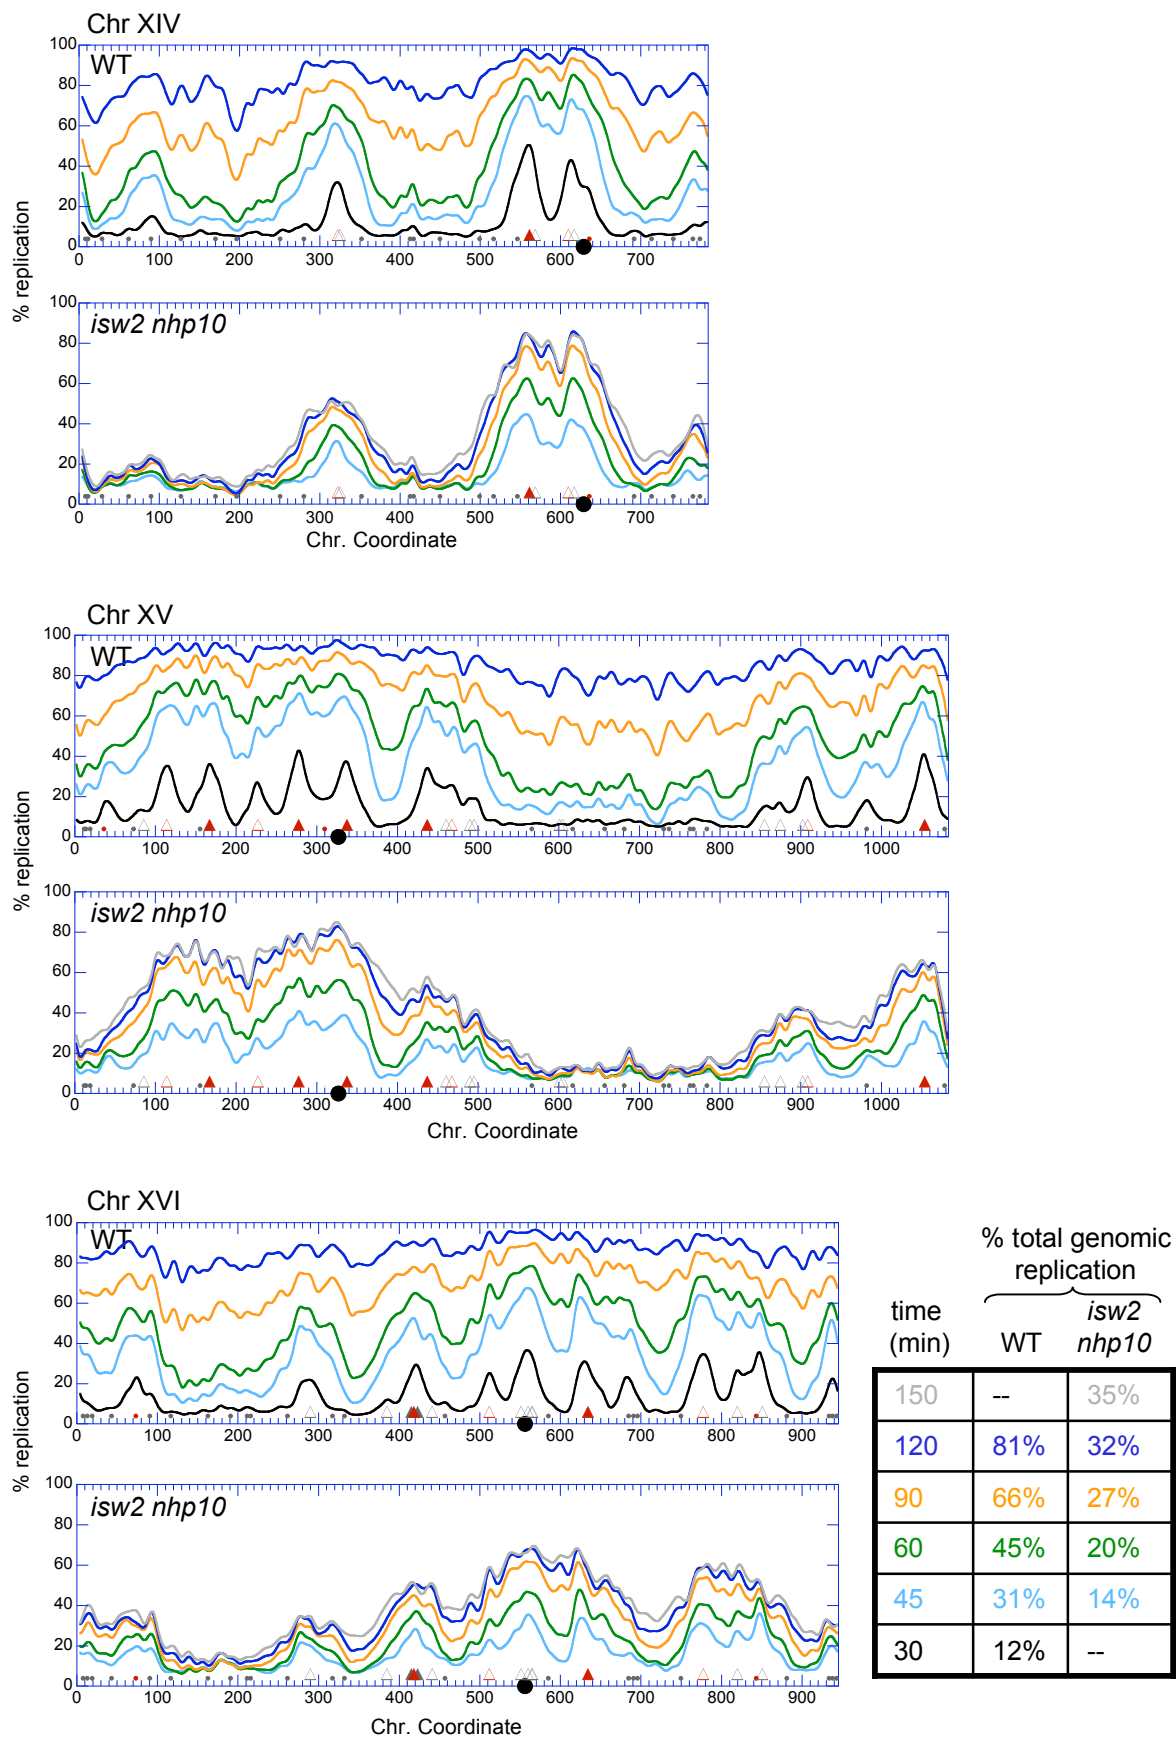 Chr XIV
WT
100
80
60
40
20
0
0 100 200 300 400 500 600 700
% replication
isw2 nhp10
100
80
60
40
20
0
0 100 200 300 400 500 600 700
Chr. Coordinate
Chr XV
WT
100
80
60
40
20
0
0 100 200 300 400 500 600 700 800 900 1000
% replication
isw2 nhp10
100
80
60
40
20
0
0 100 200 300 400 500 600 700 800 900 1000
Chr. Coordinate
Chr XVI
WT
100
80
60
40
20
0
0 100 200 300 400 500 600 700 800 900
% replication
isw2 nhp10
100
80
60
40
20
0
0 100 200 300 400 500 600 700 800 900
Chr. Coordinate
% total genomic
replication
time isw2
(min) WT nhp10
150 -- 35%
120 81% 32%
90 66% 27%
60 45% 20%
45 31% 14%
30 12% --